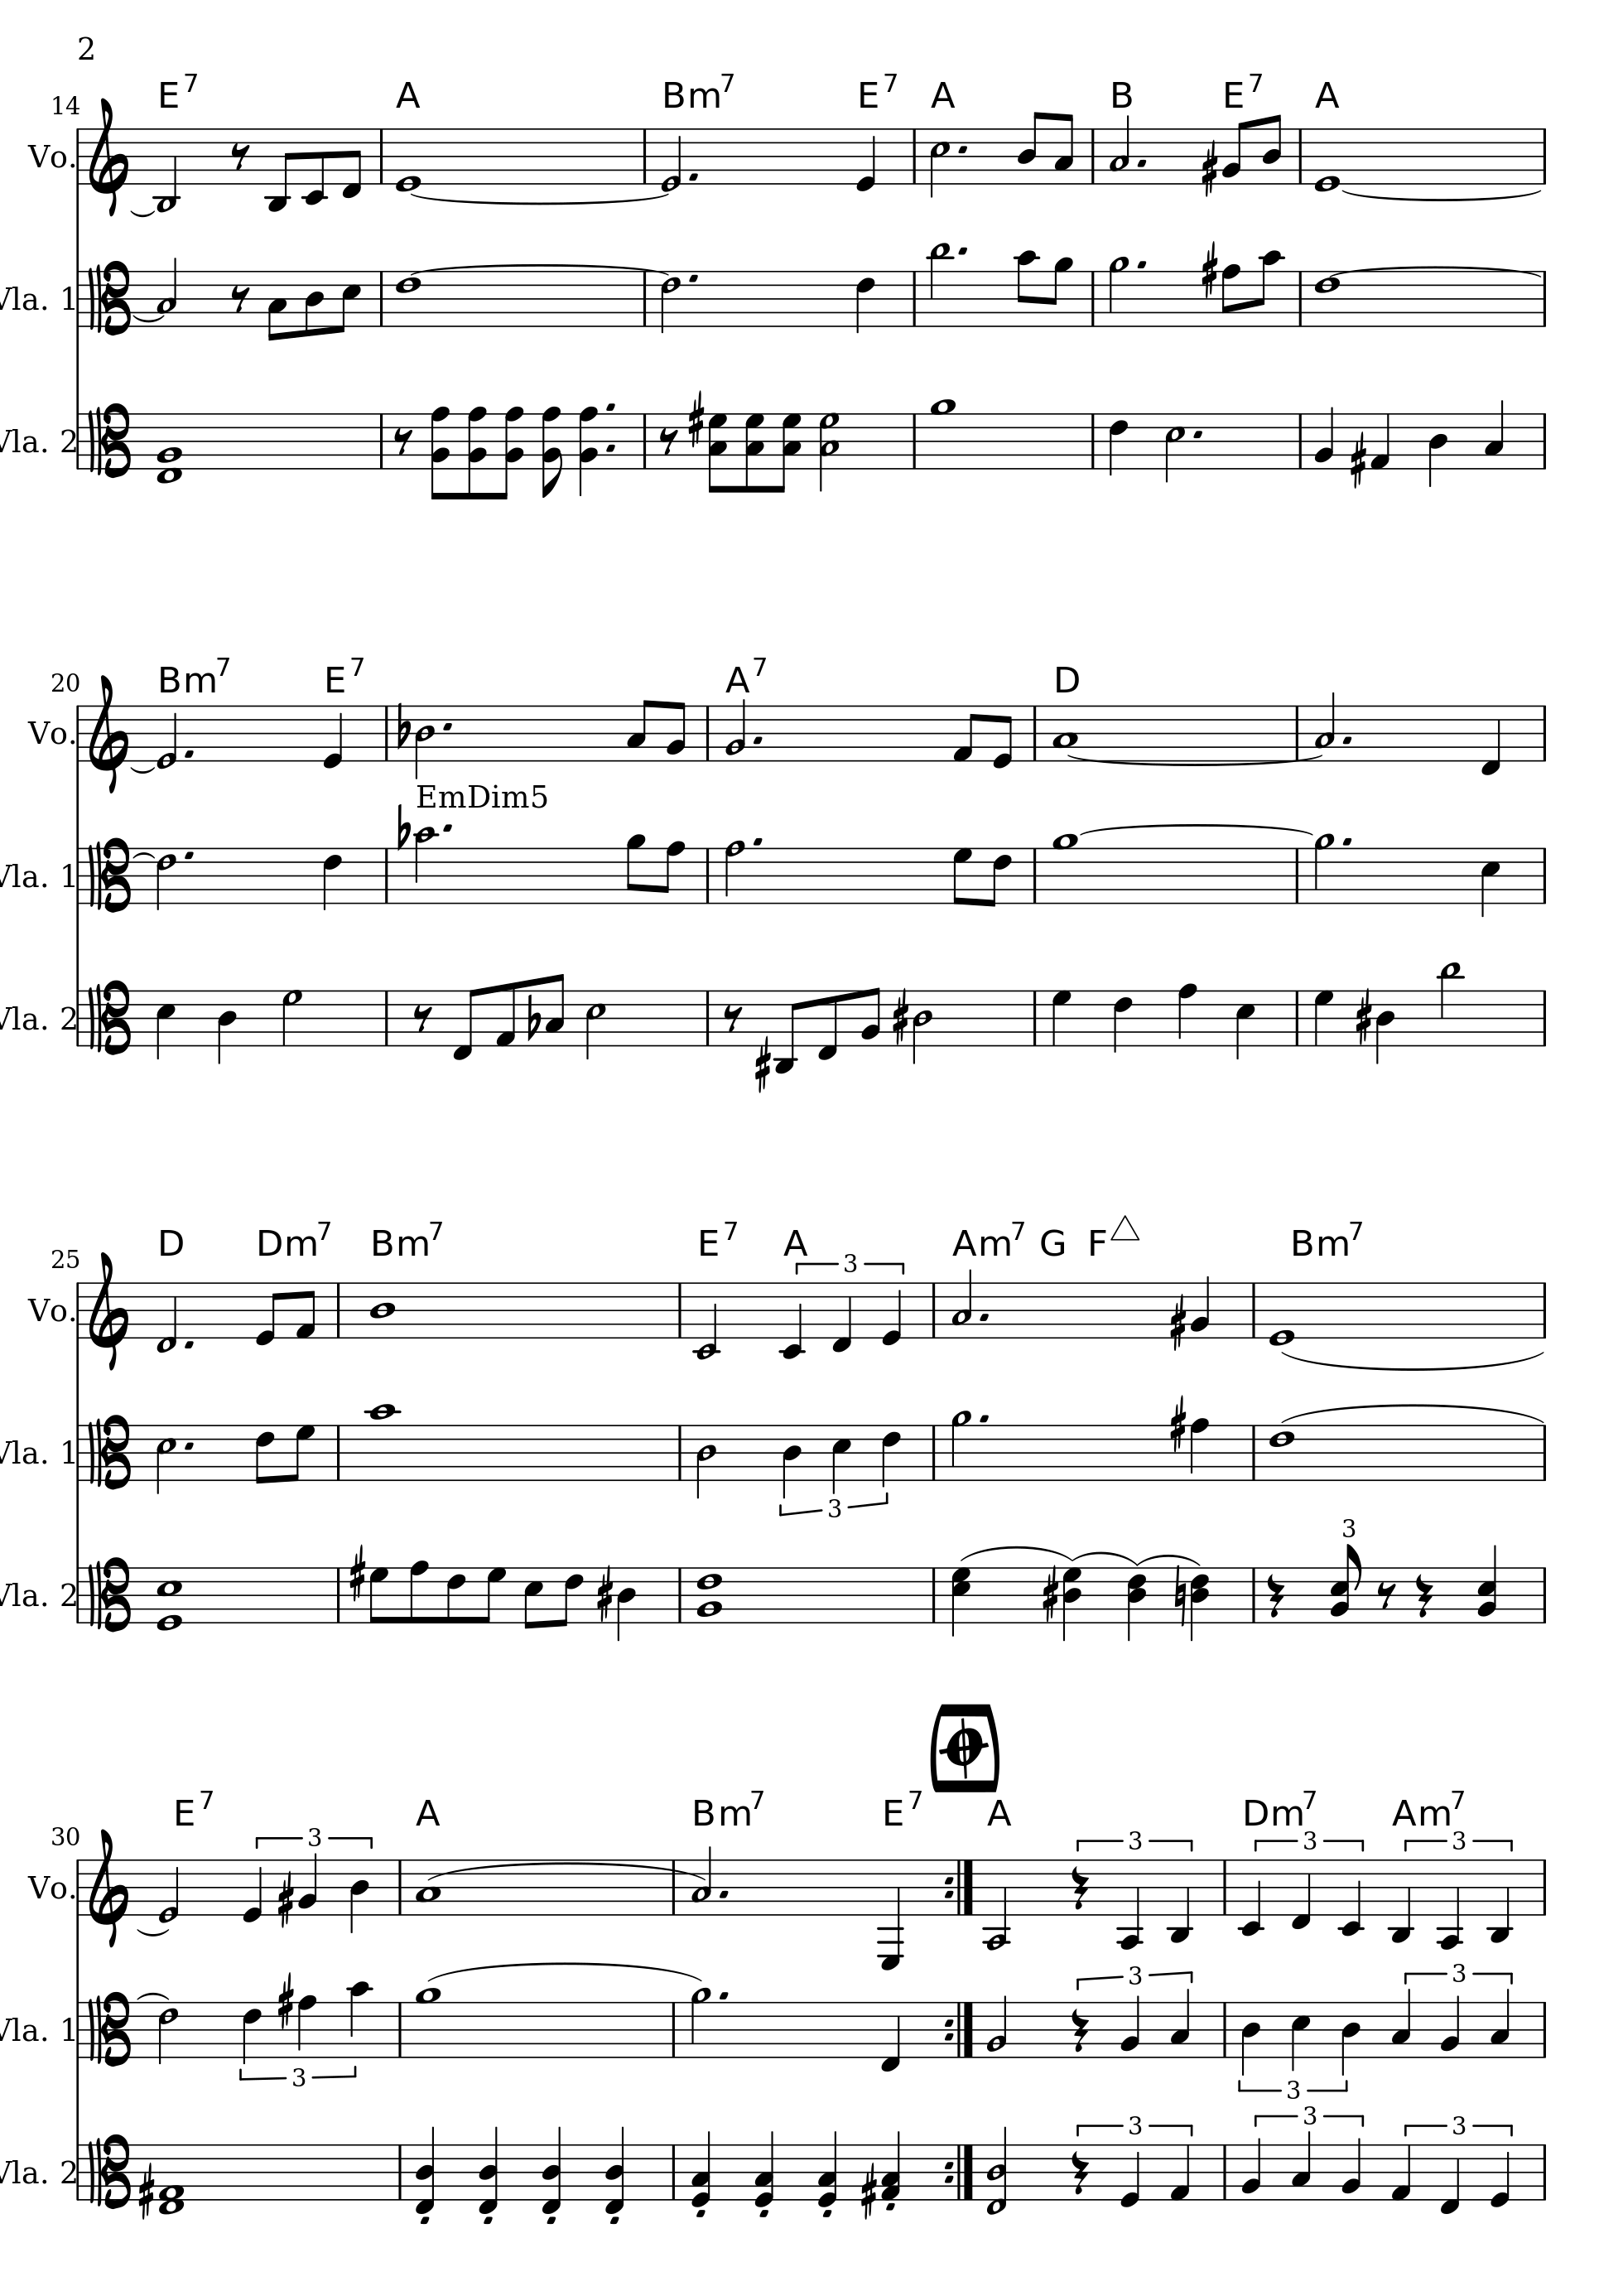 2
E7 A Bm7 E7 A B E7 A
14
Vo.
Vla. 1
Vla. 2
Bm7 E7 A7 D
20
Vo.
EmDim5
Vla. 1
Vla. 2
D Dm7 Bm7 E7 A Am7 G F△ Bm7
25
3
Vo.
Vla. 1
3
3
Vla. 2
E7 A Bm7 E7 A Dm7 Am7
30
3 3 3 3
Vo.
3 3
Vla. 1
3 3
3 3 3
Vla. 2